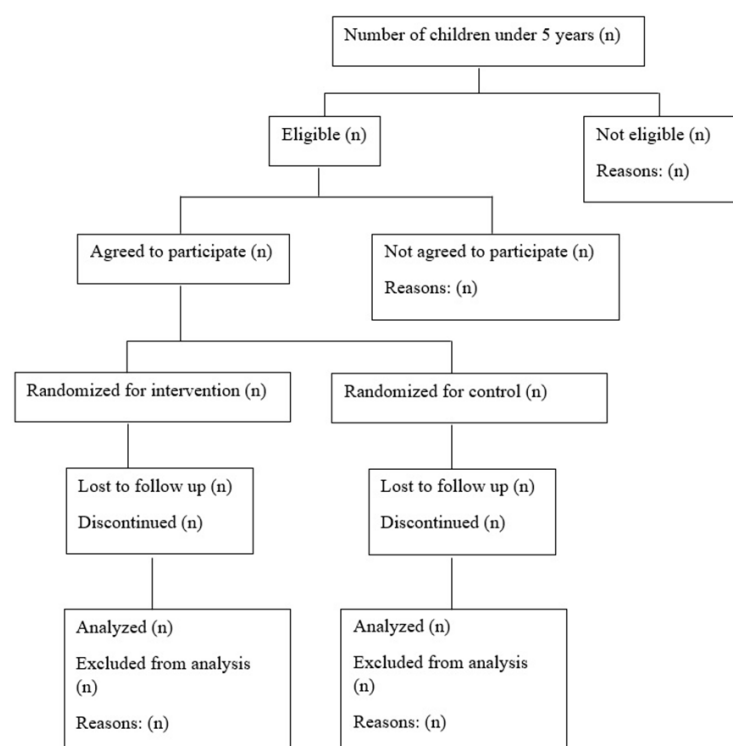 Number of children under 5 years (n)
Eligible (n)
Not eligible (n)
Reasons: (n)
Agreed to participate (n)
Not agreed to participate (n)
Reasons: (n)
Randomized for intervention (n)
Randomized for control (n)
Lost to follow up (n)
Discontinued (n)
Lost to follow up (n)
Discontinued (n)
Analyzed (n)
Excluded from analysis
(n)
Reasons: (n)
Analyzed (n)
Excluded from analysis
(n)
Reasons: (n)